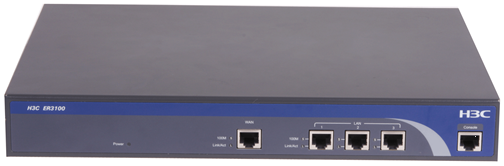 H3C ER3100
H3C
WAN
LAN
1 2 3
Console
100M
100M
Link/Act
Link/Act
Power